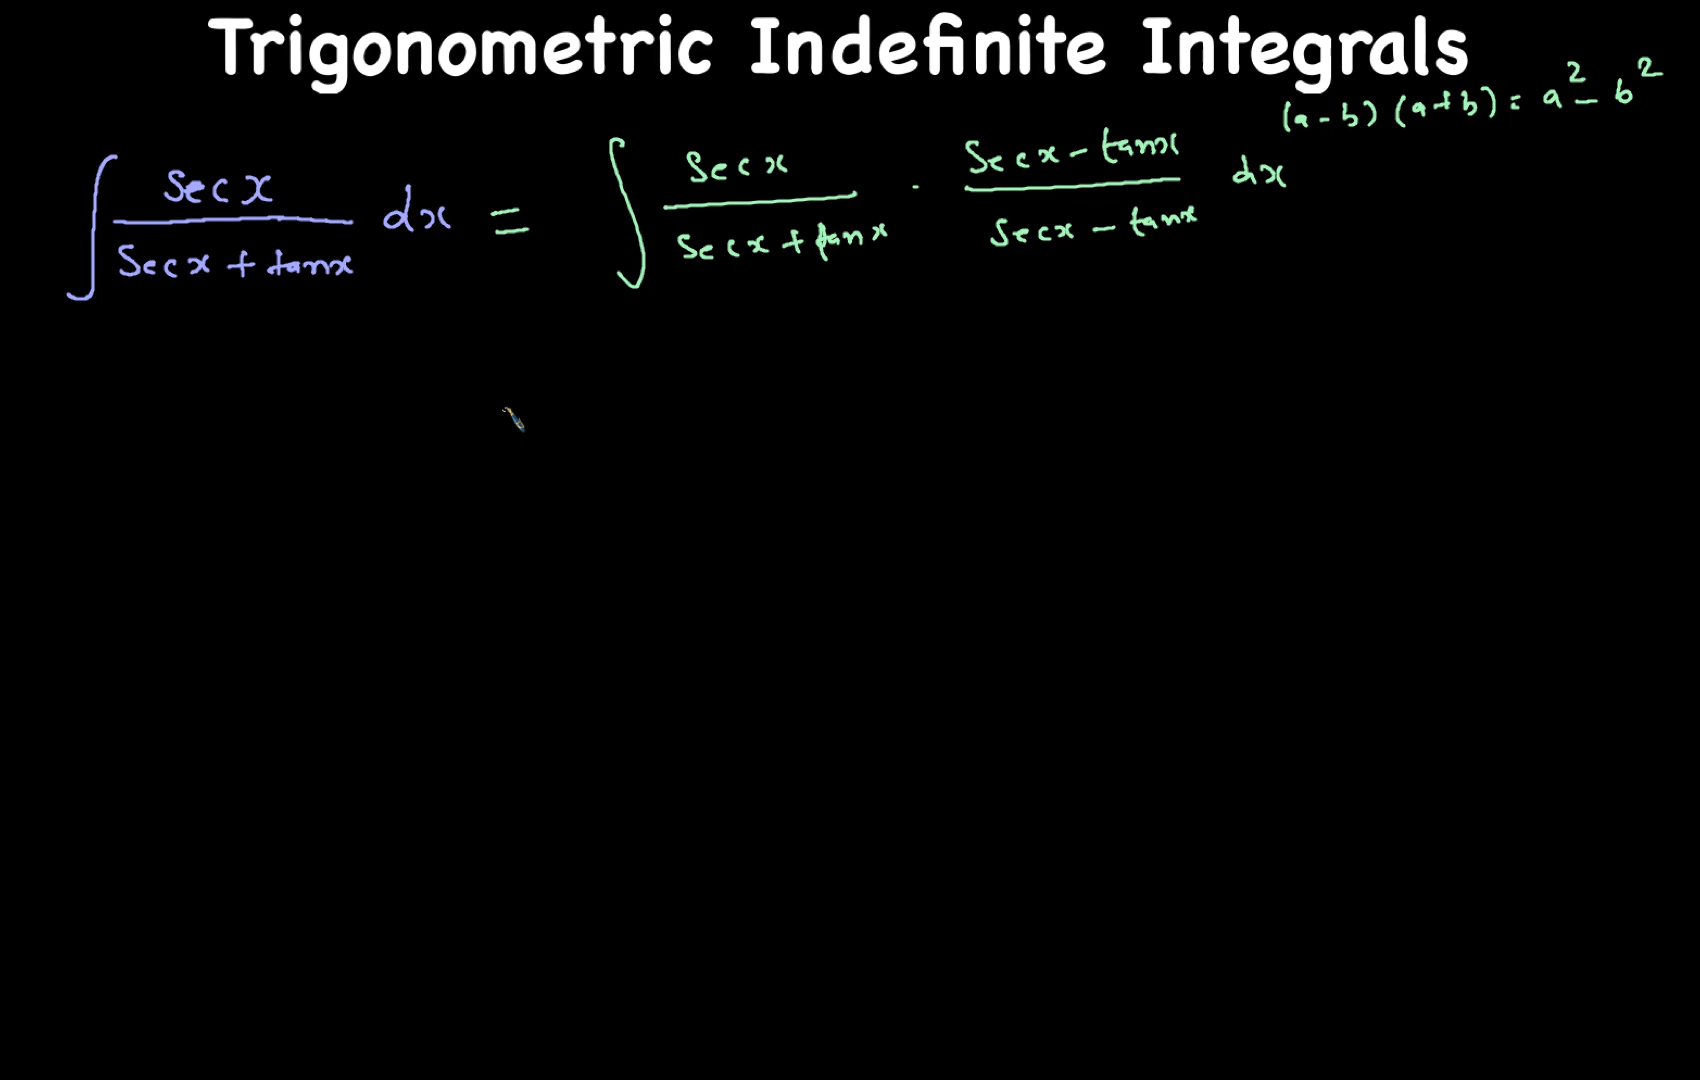 Trigonometric Indefinite Integrals
(a - b) (a + b) = a² - b²
∫ Sec x / (Sec x + tan x) dx = ∫ Sec x / (Sec x + tan x) · (Sec x - tan x) / (Sec x - tan x) dx